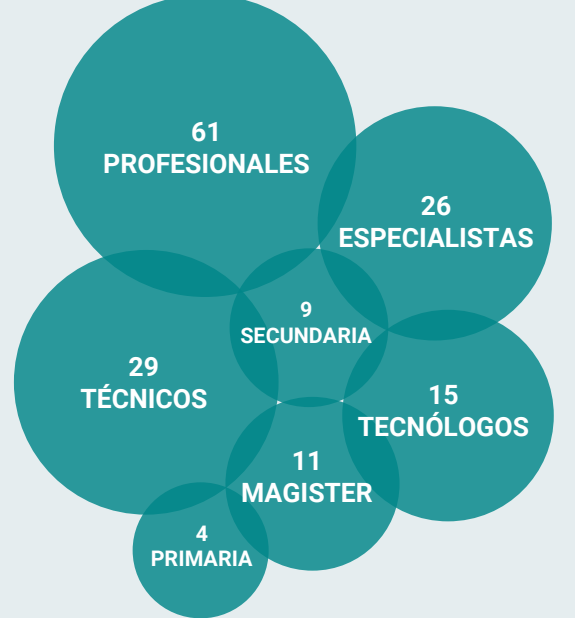 61
PROFESIONALES
26
ESPECIALISTAS
9
SECUNDARIA
29
TÉCNICOS
15
TECNÓLOGOS
11
MAGISTER
4
PRIMARIA